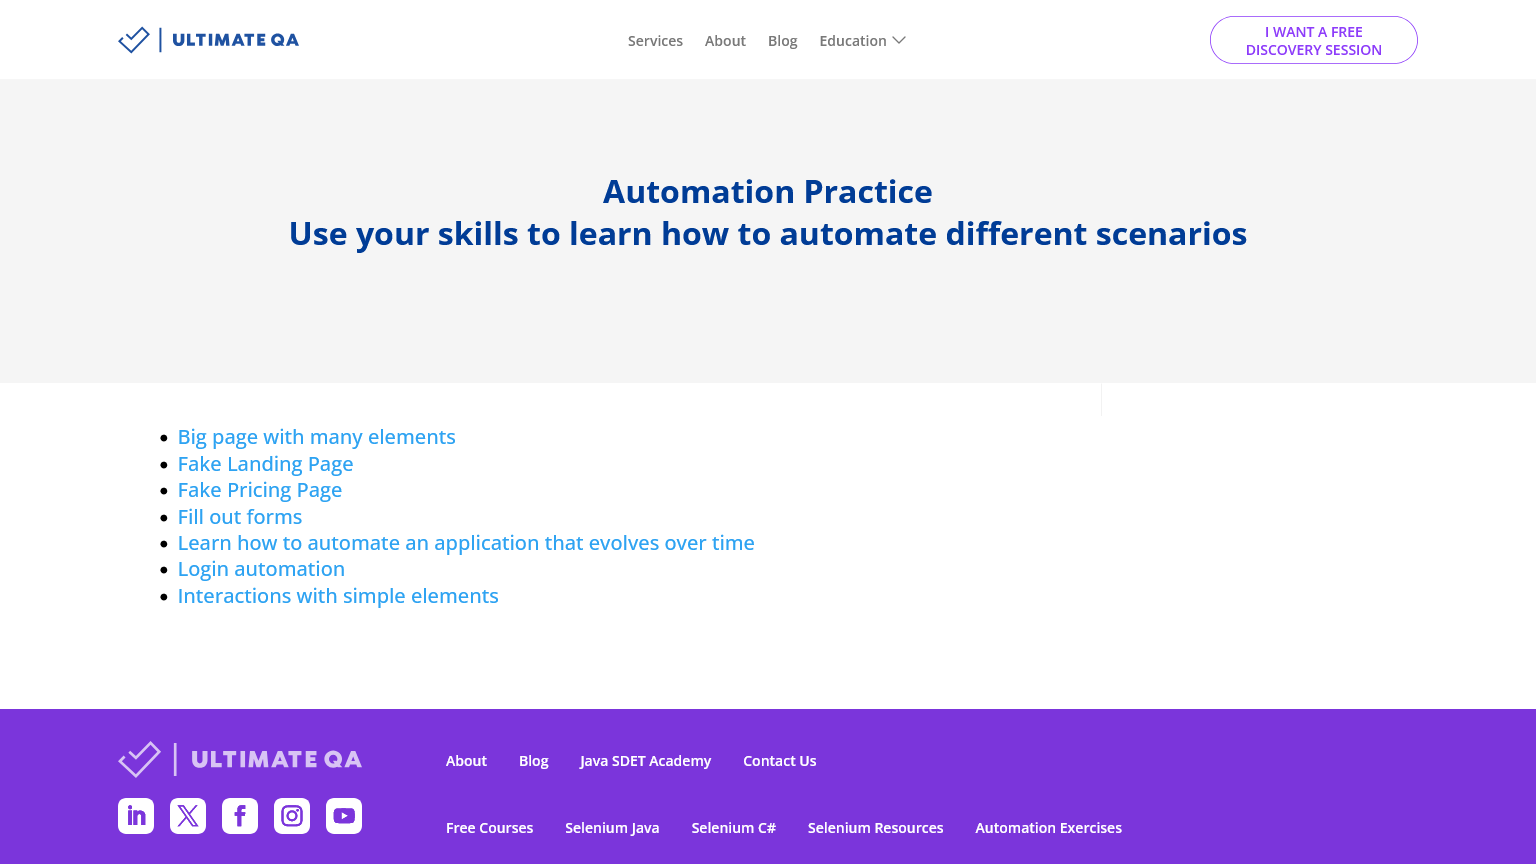 ULTIMATE QA
Services
About
Blog
Education
I WANT A FREE
DISCOVERY SESSION
Automation Practice
Use your skills to learn how to automate different scenarios
Big page with many elements
Fake Landing Page
Fake Pricing Page
Fill out forms
Learn how to automate an application that evolves over time
Login automation
Interactions with simple elements
ULTIMATE QA
About
Blog
Java SDET Academy
Contact Us
Free Courses
Selenium Java
Selenium C#
Selenium Resources
Automation Exercises